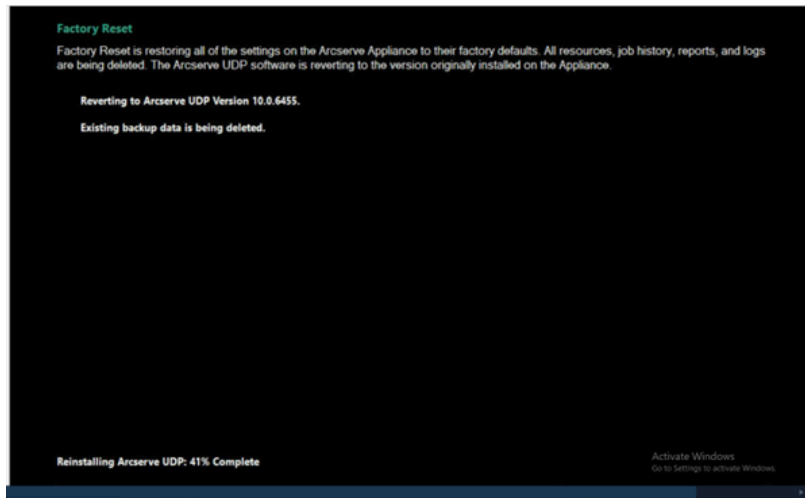 Factory Reset
Factory Reset is restoring all of the settings on the Arcserve Appliance to their factory defaults. All resources, job history, reports, and logs
are being deleted. The Arcserve UDP software is reverting to the version originally installed on the Appliance.
Reverting to Arcserve UDP Version 10.0.6455.
Existing backup data is being deleted.
Reinstalling Arcserve UDP: 41% Complete
Activate Windows
Go to Settings to activate Windows.